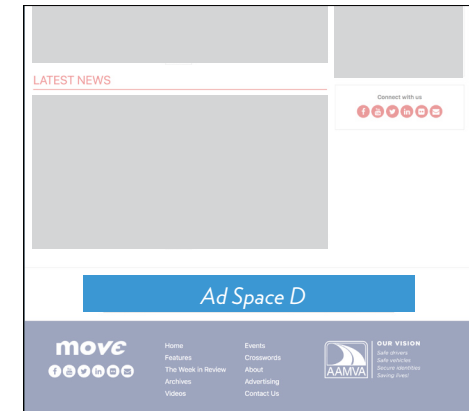 LATEST NEWS
Connect with us
Ad Space D
move
Home
Features
The Week in Review
Archives
Videos
Events
Crosswords
About
Advertising
Contact Us
AAMVA
OUR VISION
Safe drivers
Safe vehicles
Secure identities
Saving lives!